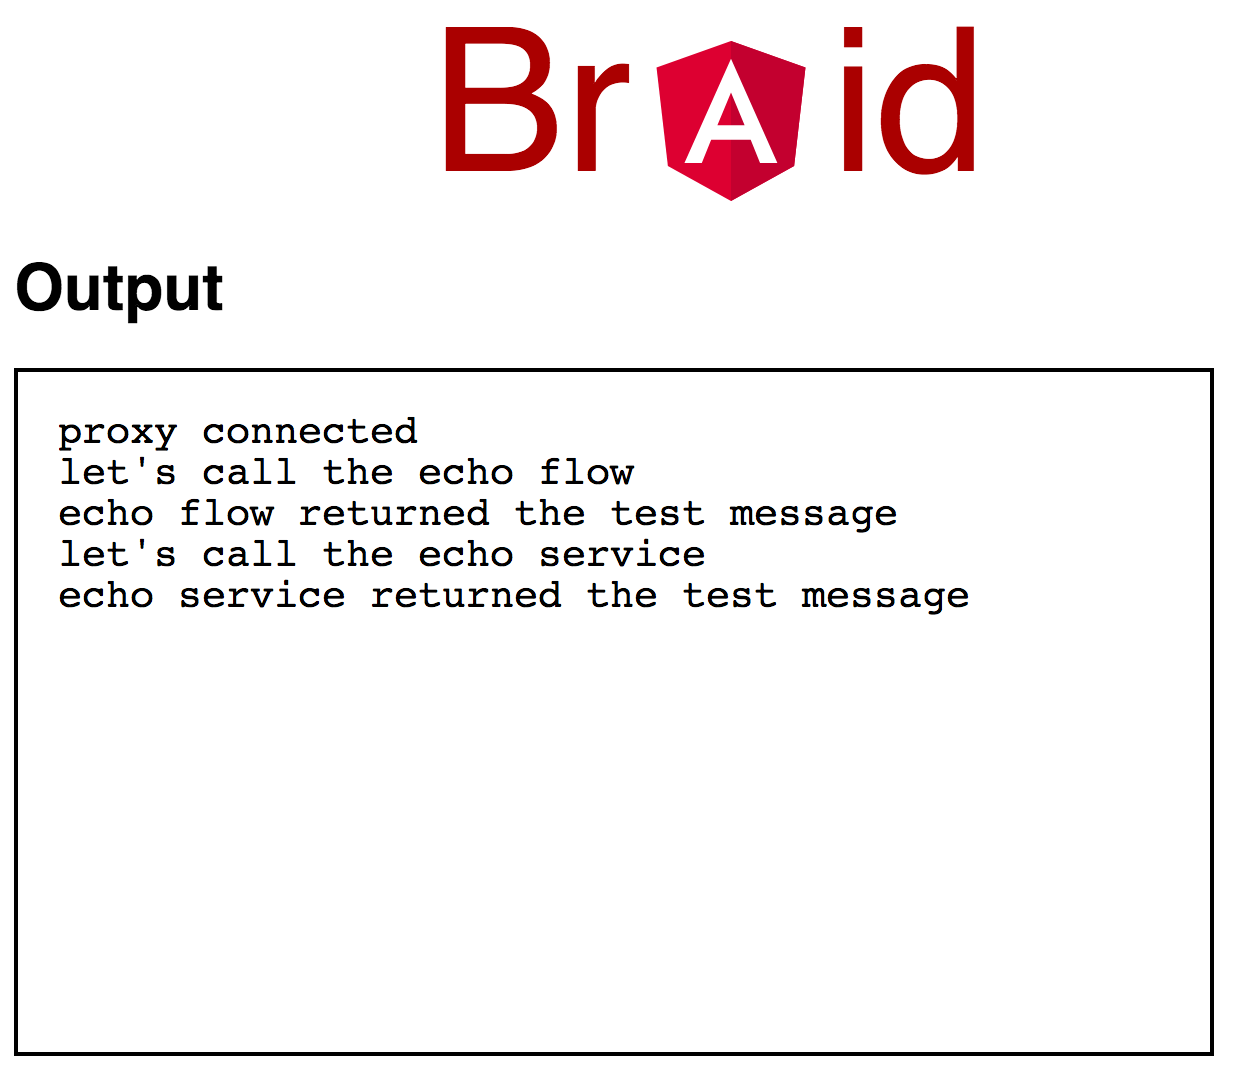 BrAid
Output
proxy connected
let's call the echo flow
echo flow returned the test message
let's call the echo service
echo service returned the test message